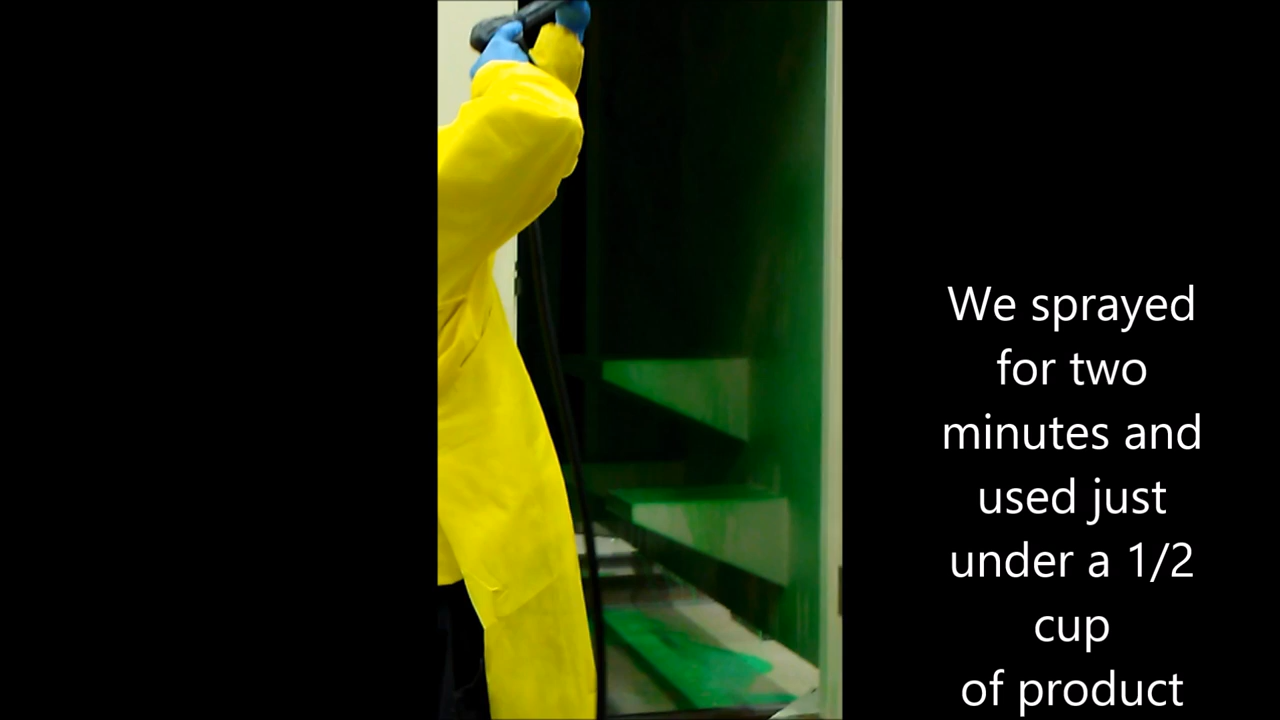 We sprayed
for two
minutes and
used just
under a 1/2
cup
of product